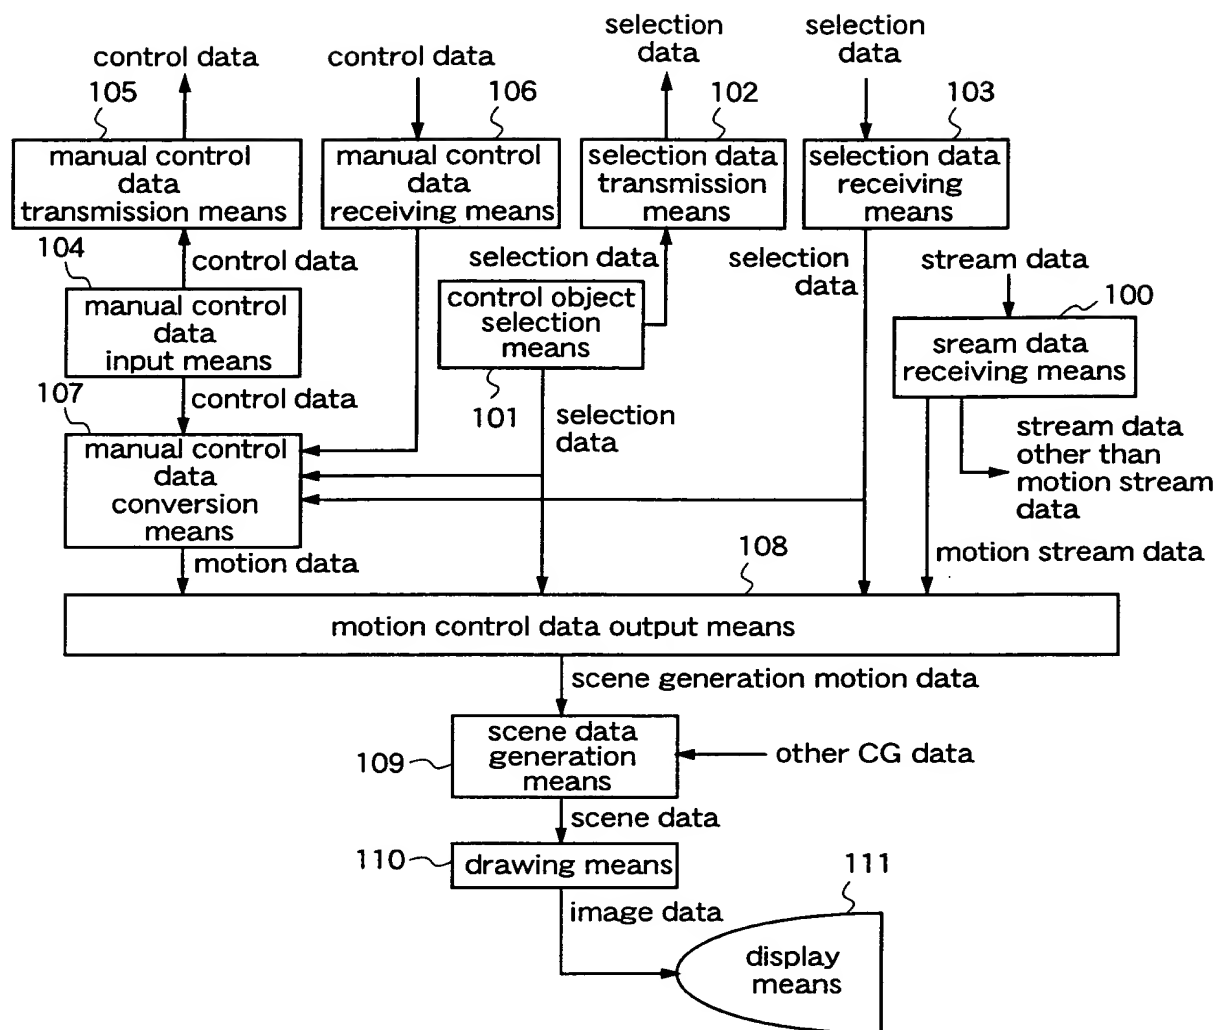 selection
data
selection
data
control data
control data
105
106
102
103
manual control
data
transmission means
manual control
data
receiving means
selection data
transmission
means
selection data
receiving
means
104
control data
selection data
selection
data
stream data
100
manual control
data
input means
control object
selection
means
sream data
receiving means
107
control data
101
selection
data
stream data
other than
motion stream
data
manual control
data
conversion
means
motion data
108
motion stream data
motion control data output means
scene generation motion data
scene data
generation
means
109
other CG data
scene data
110
drawing means
111
image data
display
means